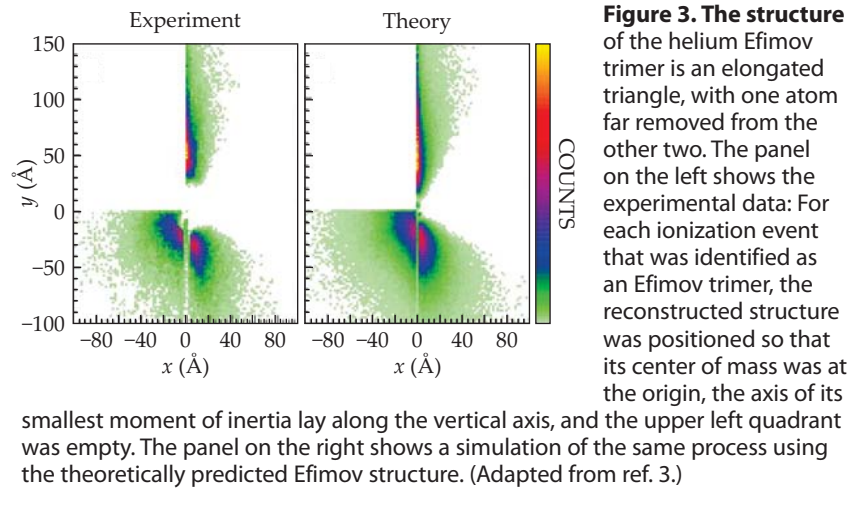 Experiment
Theory
150
100
50
0
−50
−100
y (Å)
−80 −40 0 40 80
x (Å)
−80 −40 0 40 80
x (Å)
COUNTS
Figure 3. The structure
of the helium Efimov
trimer is an elongated
triangle, with one atom
far removed from the
other two. The panel
on the left shows the
experimental data: For
each ionization event
that was identified as
an Efimov trimer, the
reconstructed structure
was positioned so that
its center of mass was at
the origin, the axis of its
smallest moment of inertia lay along the vertical axis, and the upper left quadrant
was empty. The panel on the right shows a simulation of the same process using
the theoretically predicted Efimov structure. (Adapted from ref. 3.)